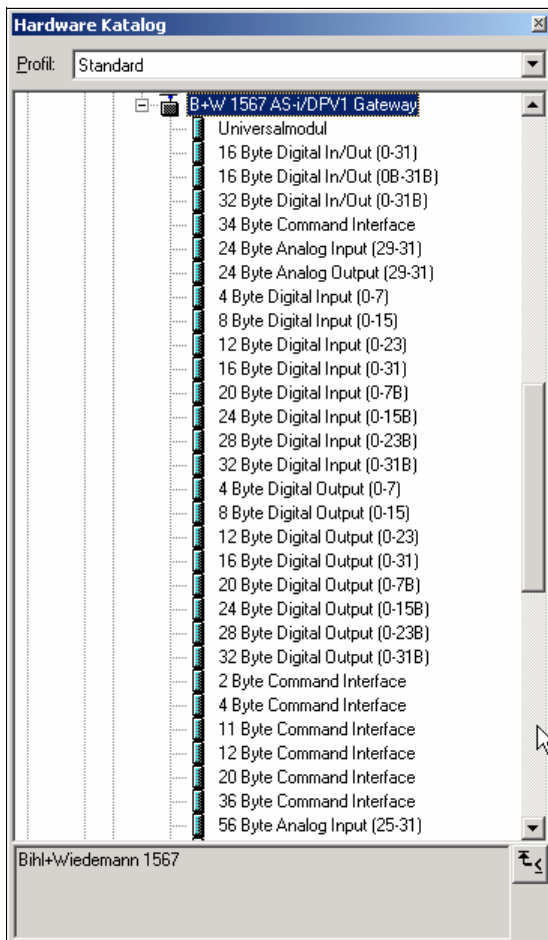 Hardware Katalog
Profil: Standard
B+W 1567 AS-i/DPV1 Gateway
Universalmodul
16 Byte Digital In/Out (0-31)
16 Byte Digital In/Out (0B-31B)
32 Byte Digital In/Out (0-31B)
34 Byte Command Interface
24 Byte Analog Input (29-31)
24 Byte Analog Output (29-31)
4 Byte Digital Input (0-7)
8 Byte Digital Input (0-15)
12 Byte Digital Input (0-23)
16 Byte Digital Input (0-31)
20 Byte Digital Input (0-7B)
24 Byte Digital Input (0-15B)
28 Byte Digital Input (0-23B)
32 Byte Digital Input (0-31B)
4 Byte Digital Output (0-7)
8 Byte Digital Output (0-15)
12 Byte Digital Output (0-23)
16 Byte Digital Output (0-31)
20 Byte Digital Output (0-7B)
24 Byte Digital Output (0-15B)
28 Byte Digital Output (0-23B)
32 Byte Digital Output (0-31B)
2 Byte Command Interface
4 Byte Command Interface
11 Byte Command Interface
12 Byte Command Interface
20 Byte Command Interface
36 Byte Command Interface
56 Byte Analog Input (25-31)
Bihl+Wiedemann 1567